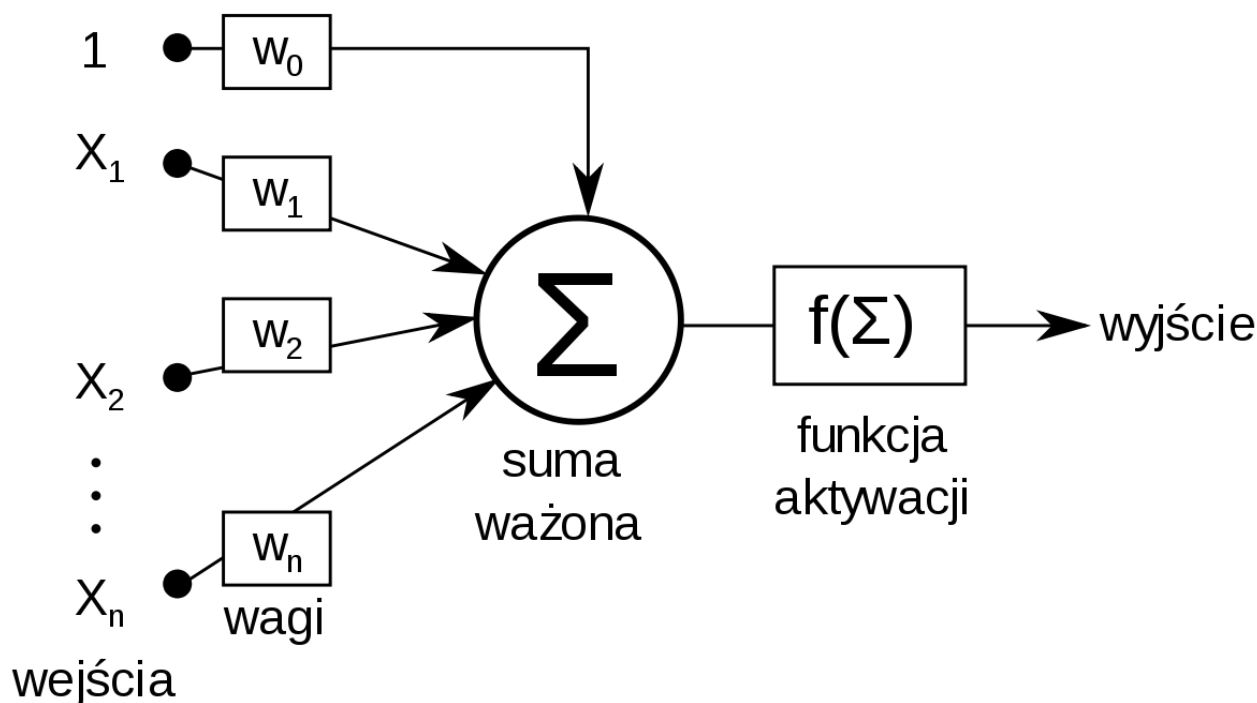 1
w₀
X₁
w₁
w₂
X₂
wₙ
Xₙ
wagi
wejścia
Σ
suma
ważona
f(Σ)
funkcja
aktywacji
wyjście